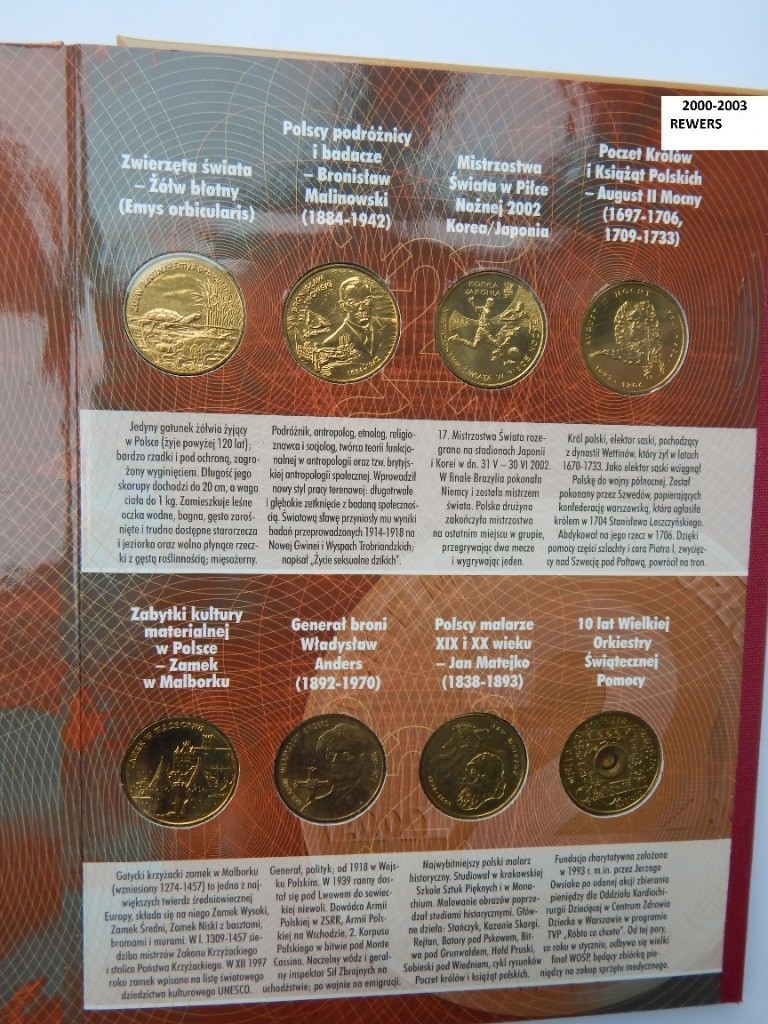 2000-2003
REWERS
Zwierzęta świata
– Żółw błotny
(Emys orbicularis)
Polscy podróżnicy
i badacze
– Bronisław
Malinowski
(1884-1942)
Mistrzostwa
Świata w Piłce
Nożnej 2002
Korea/Japonia
Poczet Królów
i Książąt Polskich
– August II Mocny
(1697-1706,
1709-1733)
Jedyny gatunek żółwia żyjący
w Polsce (żyje powyżej 120 lat);
bardzo rzadki i pod ochroną, zagro-
żony wyginięciem. Długość jego
skorupy dochodzi do 20 cm, a waga
ciała do 1 kg. Zamieszkuje leśne
oczka wodne, bagna, gęsto zaroś-
nięte i trudno dostępne starorzecza
i jeziorka oraz wolno płynące rzecz-
ki z gęstą roślinnością; mięsożerny.
Podróżnik, antropolog, etnolog, religio-
znawca i socjolog, twórca teorii funkcjo-
nalnej w antropologii oraz tzw. brytyjs-
kiej antropologii społecznej. Wprowadził
nowy styl pracy terenowej: długotrwałe
i głębokie zetknięcie z badaną społecznoś-
cią. Światową sławę przyniosły mu wyniki
badań przeprowadzonych 1914-1918 na
Nowej Gwinei i Wyspach Trobriandzkich;
napisał „Życie seksualne dzikich”.
17. Mistrzostwa Świata roze-
grano na stadionach Japonii
i Korei w dn. 31 V – 30 VI 2002.
W finale Brazylia pokonała
Niemcy i została mistrzem
świata. Polska drużyna
zakończyła mistrzostwo
na ostatnim miejscu w grupie,
przegrywając dwa mecze
i wygrywając jeden.
Król polski, elektor saski, pochodzący
z dynastii Wettinów, który żył w latach
1670-1733. Jako elektor saski wciągnął
Polskę do wojny północnej. Został
pokonany przez Szwedów, popierających
konfederację warszawską, która ogłosiła
królem w 1704 Stanisława Leszczyńskiego.
Abdykował na jego rzecz w 1706. Dzięki
pomocy części szlachty i cara Piotra I, zwycięz-
cy nad Szwecją pod Połtawą, powrócił na tron.
Zabytki kultury
materialnej
w Polsce
– Zamek
w Malborku
Generał broni
Władysław
Anders
(1892-1970)
Polscy malarze
XIX i XX wieku
– Jan Matejko
(1838-1893)
10 lat Wielkiej
Orkiestry
Świątecznej
Pomocy
Gotycki krzyżacki zamek w Malborku
(wzniesiony 1274-1457) to jedna z naj-
większych twierdz średniowiecznej
Europy, składa się na niego Zamek Wysoki,
Zamek Średni, Zamek Niski z basztami,
bramami i murami. W l. 1309-1457 sie-
dziba mistrzów Zakonu Krzyżackiego
i stolica Państwa Krzyżackiego. W XII 1997
roku zamek wpisano na listę światowego
dziedzictwa kulturowego UNESCO.
Generał, polityk; od 1918 w Wojs-
ku Polskim. W 1939 ranny dos-
tał się pod Lwowem do sowiec-
kiej niewoli. Dowódca Armii
Polskiej w ZSRR, Armii Pols-
kiej na Wschodzie, 2. Korpusu
Polskiego w bitwie pod Monte
Cassino. Naczelny wódz i geral-
ny inspektor Sił Zbrojnych na
uchodźstwie; po wojnie na emigracji.
Najwybitniejszy polski malarz
historyczny. Studiował w krakowskiej
Szkole Sztuk Pięknych i w Mona-
chium. Malowanie obrazów poprze-
dzał studiami historycznymi. Głów-
ne dzieła: Stańczyk, Kazanie Skargi,
Rejtan, Batory pod Pskowem, Bit-
wa pod Grunwaldem, Hołd Pruski,
Sobieski pod Wiedniem, cykl rysunków
Poczet królów i książąt polskich.
Fundacja charytatywna założona
w 1993 r. m.in. przez Jerzego
Owsiaka po udanej akcji zbierania
pieniędzy dla Oddziału Kardiochi-
rurgii Dziecięcej w Centrum Zdrowia
Dziecka w Warszawie w programie
TVP „Róbta co chceta”. Od tej pory,
co roku w styczniu, odbywa się wielki
finał WOŚP, będący zbiórką pie-
niędzy na zakup sprzętu medycznego.